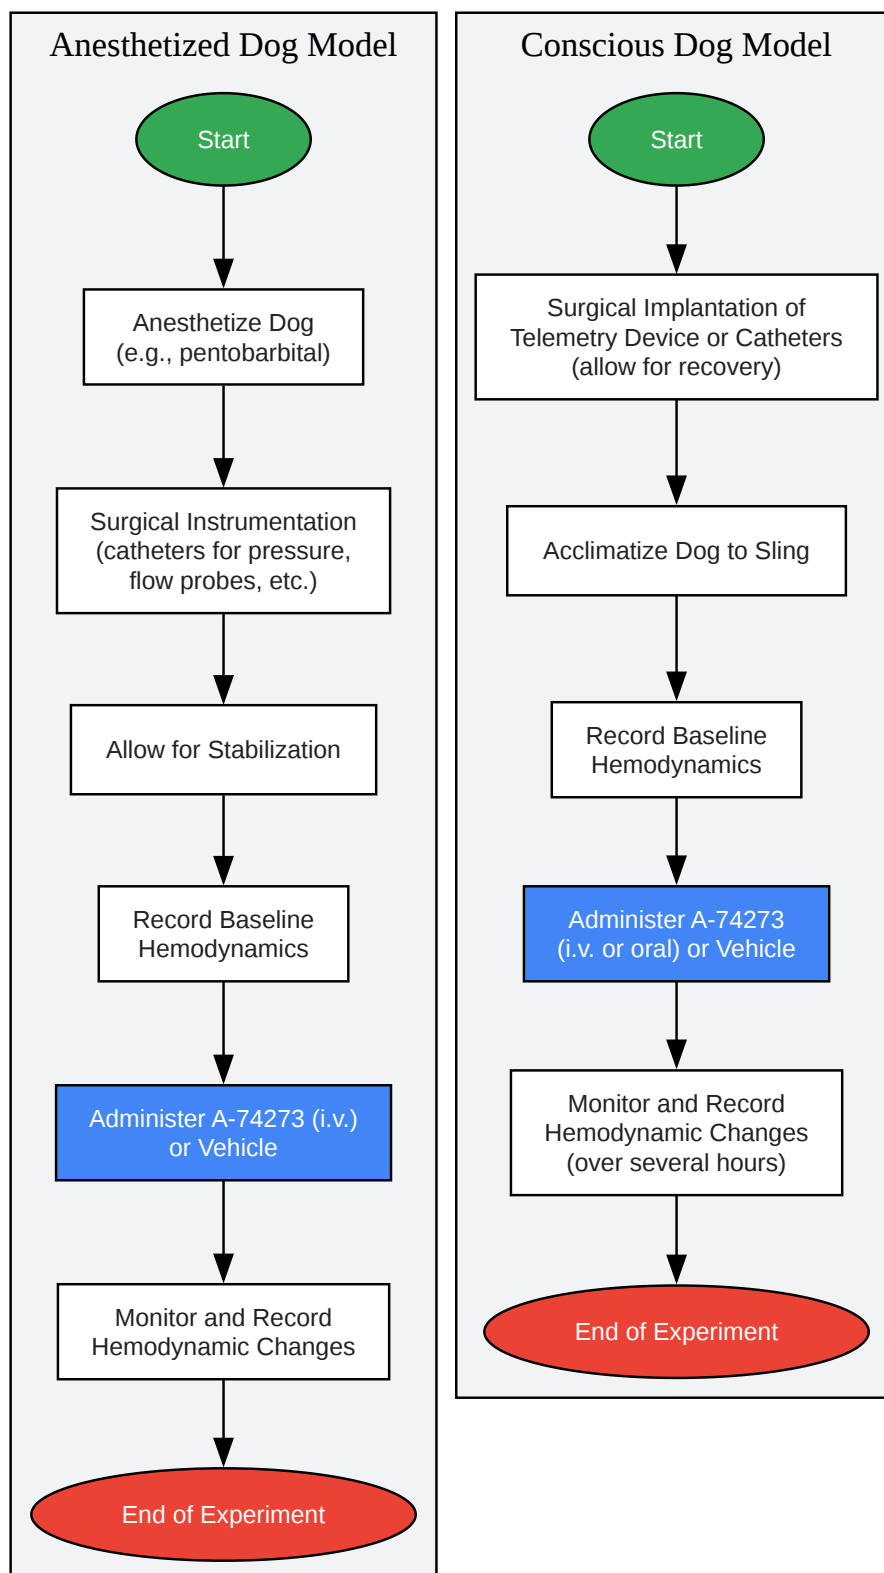 Anesthetized Dog Model
Start
Anesthetize Dog
(e.g., pentobarbital)
Surgical Instrumentation
(catheters for pressure,
flow probes, etc.)
Allow for Stabilization
Record Baseline
Hemodynamics
Administer A-74273 (i.v.)
or Vehicle
Monitor and Record
Hemodynamic Changes
End of Experiment
Conscious Dog Model
Start
Surgical Implantation of
Telemetry Device or Catheters
(allow for recovery)
Acclimatize Dog to Sling
Record Baseline
Hemodynamics
Administer A-74273
(i.v. or oral) or Vehicle
Monitor and Record
Hemodynamic Changes
(over several hours)
End of Experiment